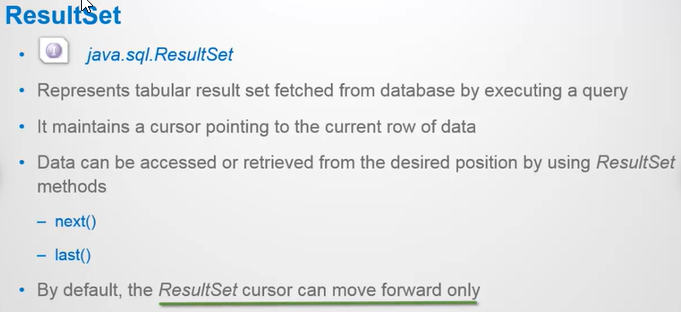 ResultSet
• java.sql.ResultSet
• Represents tabular result set fetched from database by executing a query
• It maintains a cursor pointing to the current row of data
• Data can be accessed or retrieved from the desired position by using ResultSet
methods
– next()
– last()
• By default, the ResultSet cursor can move forward only